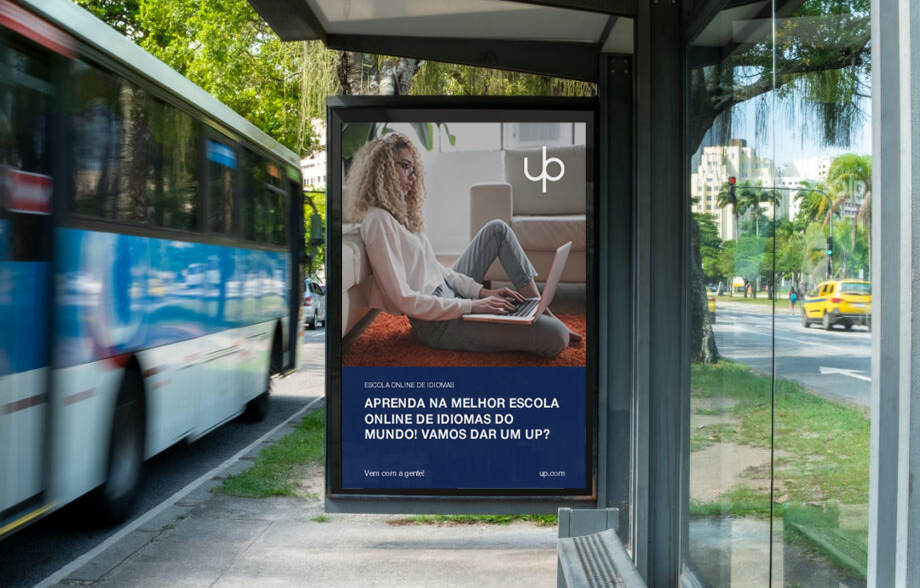 up
ESCOLA ONLINE DE IDIOMAS
APRENDA NA MELHOR ESCOLA
ONLINE DE IDIOMAS DO
MUNDO! VAMOS DAR UM UP?
Vem com a gente!
up.com